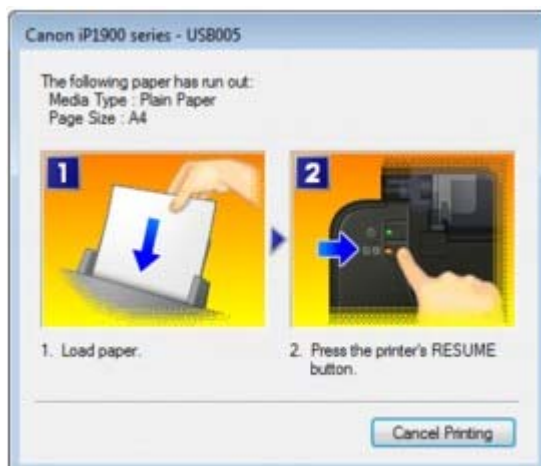 Canon iP1900 series - USB005
The following paper has run out:
Media Type : Plain Paper
Page Size : A4
1
2
1. Load paper.
2. Press the printer's RESUME
button.
Cancel Printing